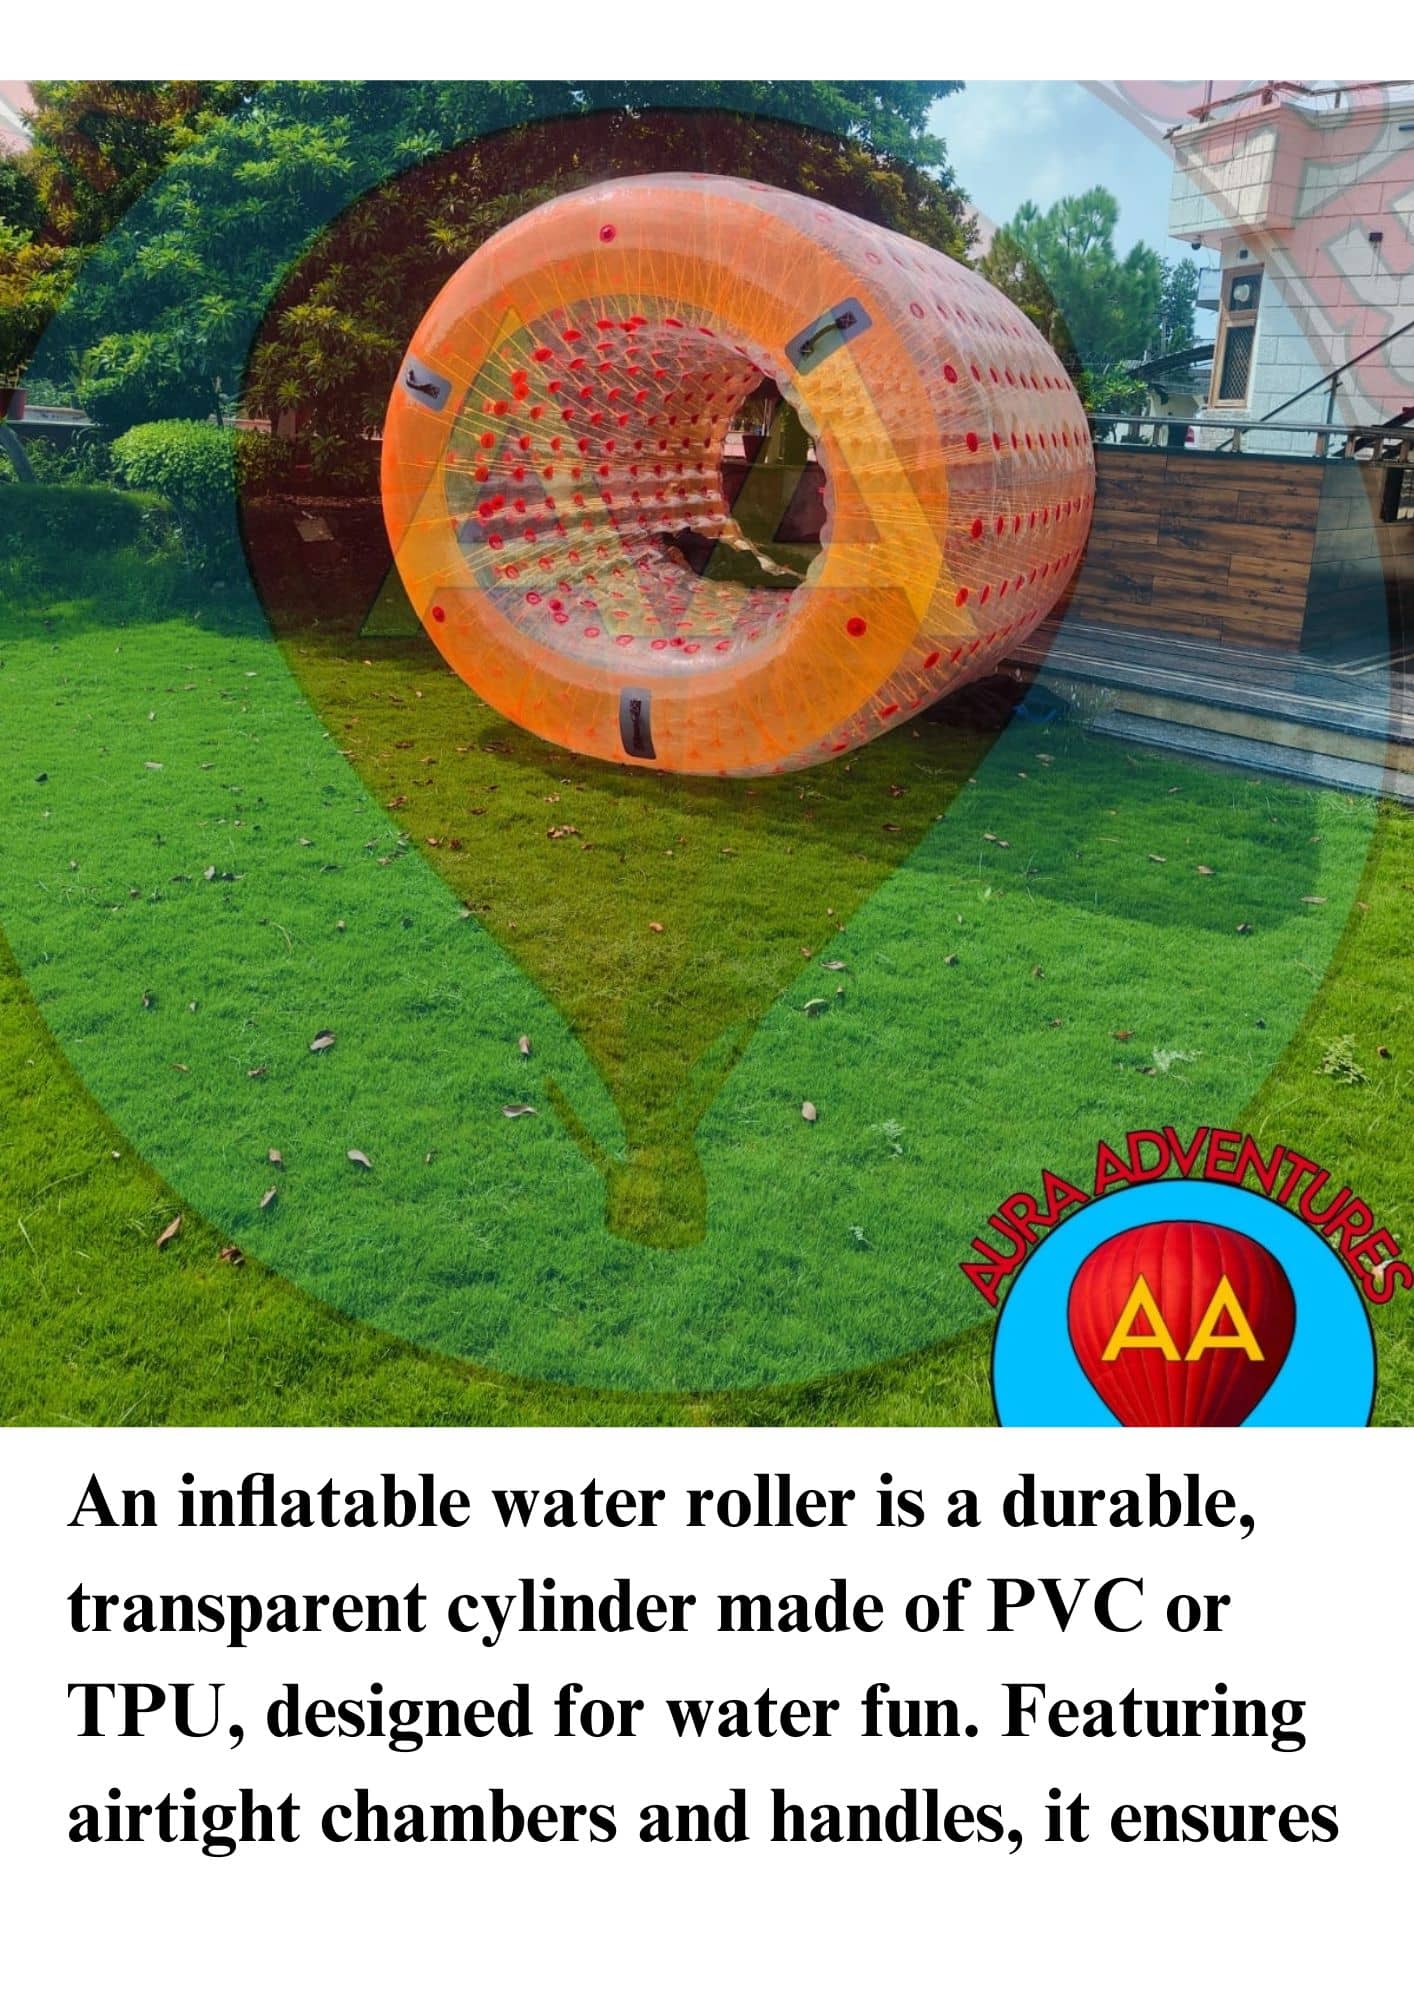 AURA ADVENTURES
AA
An inflatable water roller is a durable,
transparent cylinder made of PVC or
TPU, designed for water fun. Featuring
airtight chambers and handles, it ensures